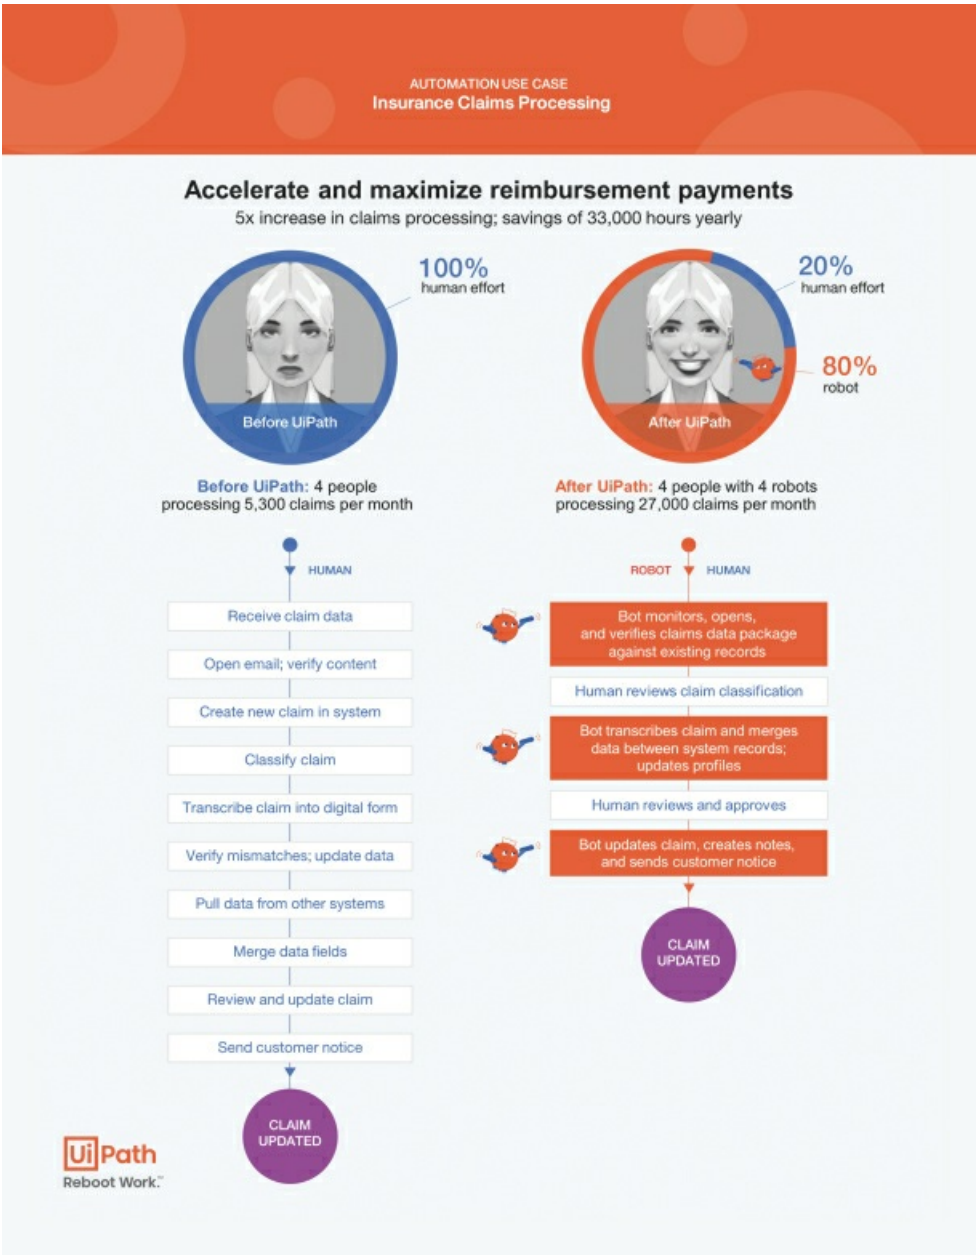 AUTOMATION USE CASE
Insurance Claims Processing
Accelerate and maximize reimbursement payments
5x increase in claims processing; savings of 33,000 hours yearly
100%
human effort
Before UiPath
Before UiPath: 4 people
processing 5,300 claims per month
HUMAN
Receive claim data
Open email; verify content
Create new claim in system
Classify claim
Transcribe claim into digital form
Verify mismatches; update data
Pull data from other systems
Merge data fields
Review and update claim
Send customer notice
CLAIM
UPDATED
20%
human effort
80%
robot
After UiPath
After UiPath: 4 people with 4 robots
processing 27,000 claims per month
ROBOT HUMAN
Bot monitors, opens,
and verifies claims data package
against existing records
Human reviews claim classification
Bot transcribes claim and merges
data between system records;
updates profiles
Human reviews and approves
Bot updates claim, creates notes,
and sends customer notice
CLAIM
UPDATED
UiPath
Reboot Work.™